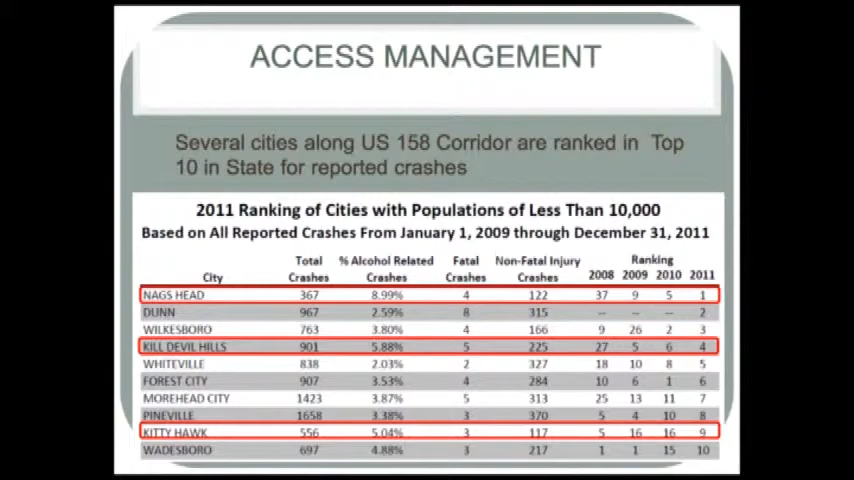 ACCESS MANAGEMENT
Several cities along US 158 Corridor are ranked in Top
10 in State for reported crashes
2011 Ranking of Cities with Populations of Less Than 10,000
Based on All Reported Crashes From January 1, 2009 through December 31, 2011
Total % Alcohol Related Fatal Non-Fatal Injury Ranking
City Crashes Crashes Crashes Crashes 2008 2009 2010 2011
NAGS HEAD 367 8.99% 4 122 37 9 5 1
DUNN 967 2.59% 8 315 -- -- -- 2
WILKESBORO 763 3.80% 4 166 9 26 2 3
KILL DEVIL HILLS 901 5.88% 5 225 27 5 6 4
WHITEVILLE 838 2.03% 2 327 18 10 8 5
FOREST CITY 907 3.53% 4 284 10 6 1 6
MOREHEAD CITY 1423 3.87% 5 313 25 13 11 7
PINEVILLE 1658 3.38% 3 370 5 4 10 8
KITTY HAWK 556 5.04% 3 117 5 16 16 9
WADESBORO 697 4.88% 3 217 1 1 15 10